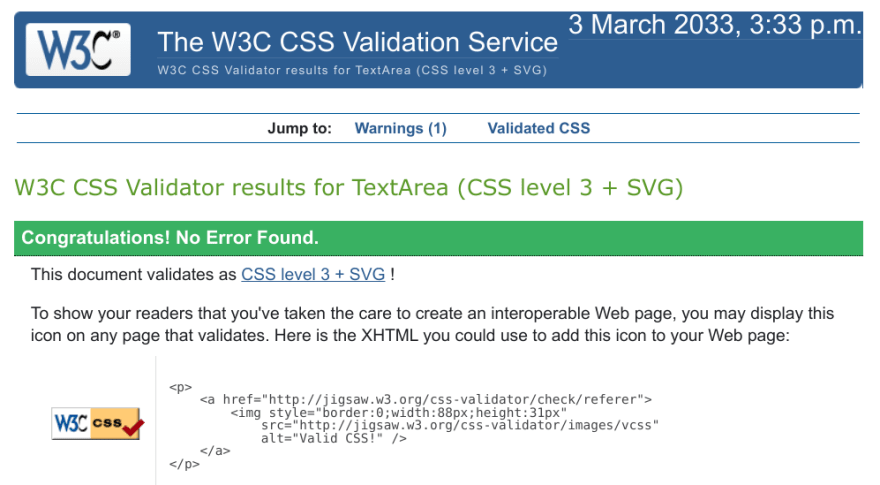 W3C®
The W3C CSS Validation Service
3 March 2033, 3:33 p.m.
W3C CSS Validator results for TextArea (CSS level 3 + SVG)
Jump to: Warnings (1) Validated CSS
W3C CSS Validator results for TextArea (CSS level 3 + SVG)
Congratulations! No Error Found.
This document validates as CSS level 3 + SVG !
To show your readers that you've taken the care to create an interoperable Web page, you may display this
icon on any page that validates. Here is the XHTML you could use to add this icon to your Web page:
W3C css
<p>
    <a href="http://jigsaw.w3.org/css-validator/check/referer">
        <img style="border:0;width:88px;height:31px"
            src="http://jigsaw.w3.org/css-validator/images/vcss"
            alt="Valid CSS!" />
    </a>
</p>